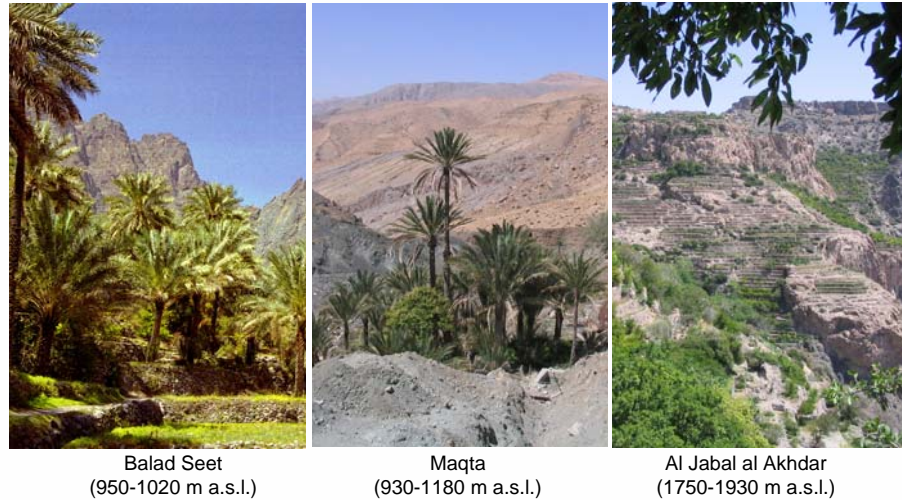 Balad Seet
(950-1020 m a.s.l.)
Maqta
(930-1180 m a.s.l.)
Al Jabal al Akhdar
(1750-1930 m a.s.l.)